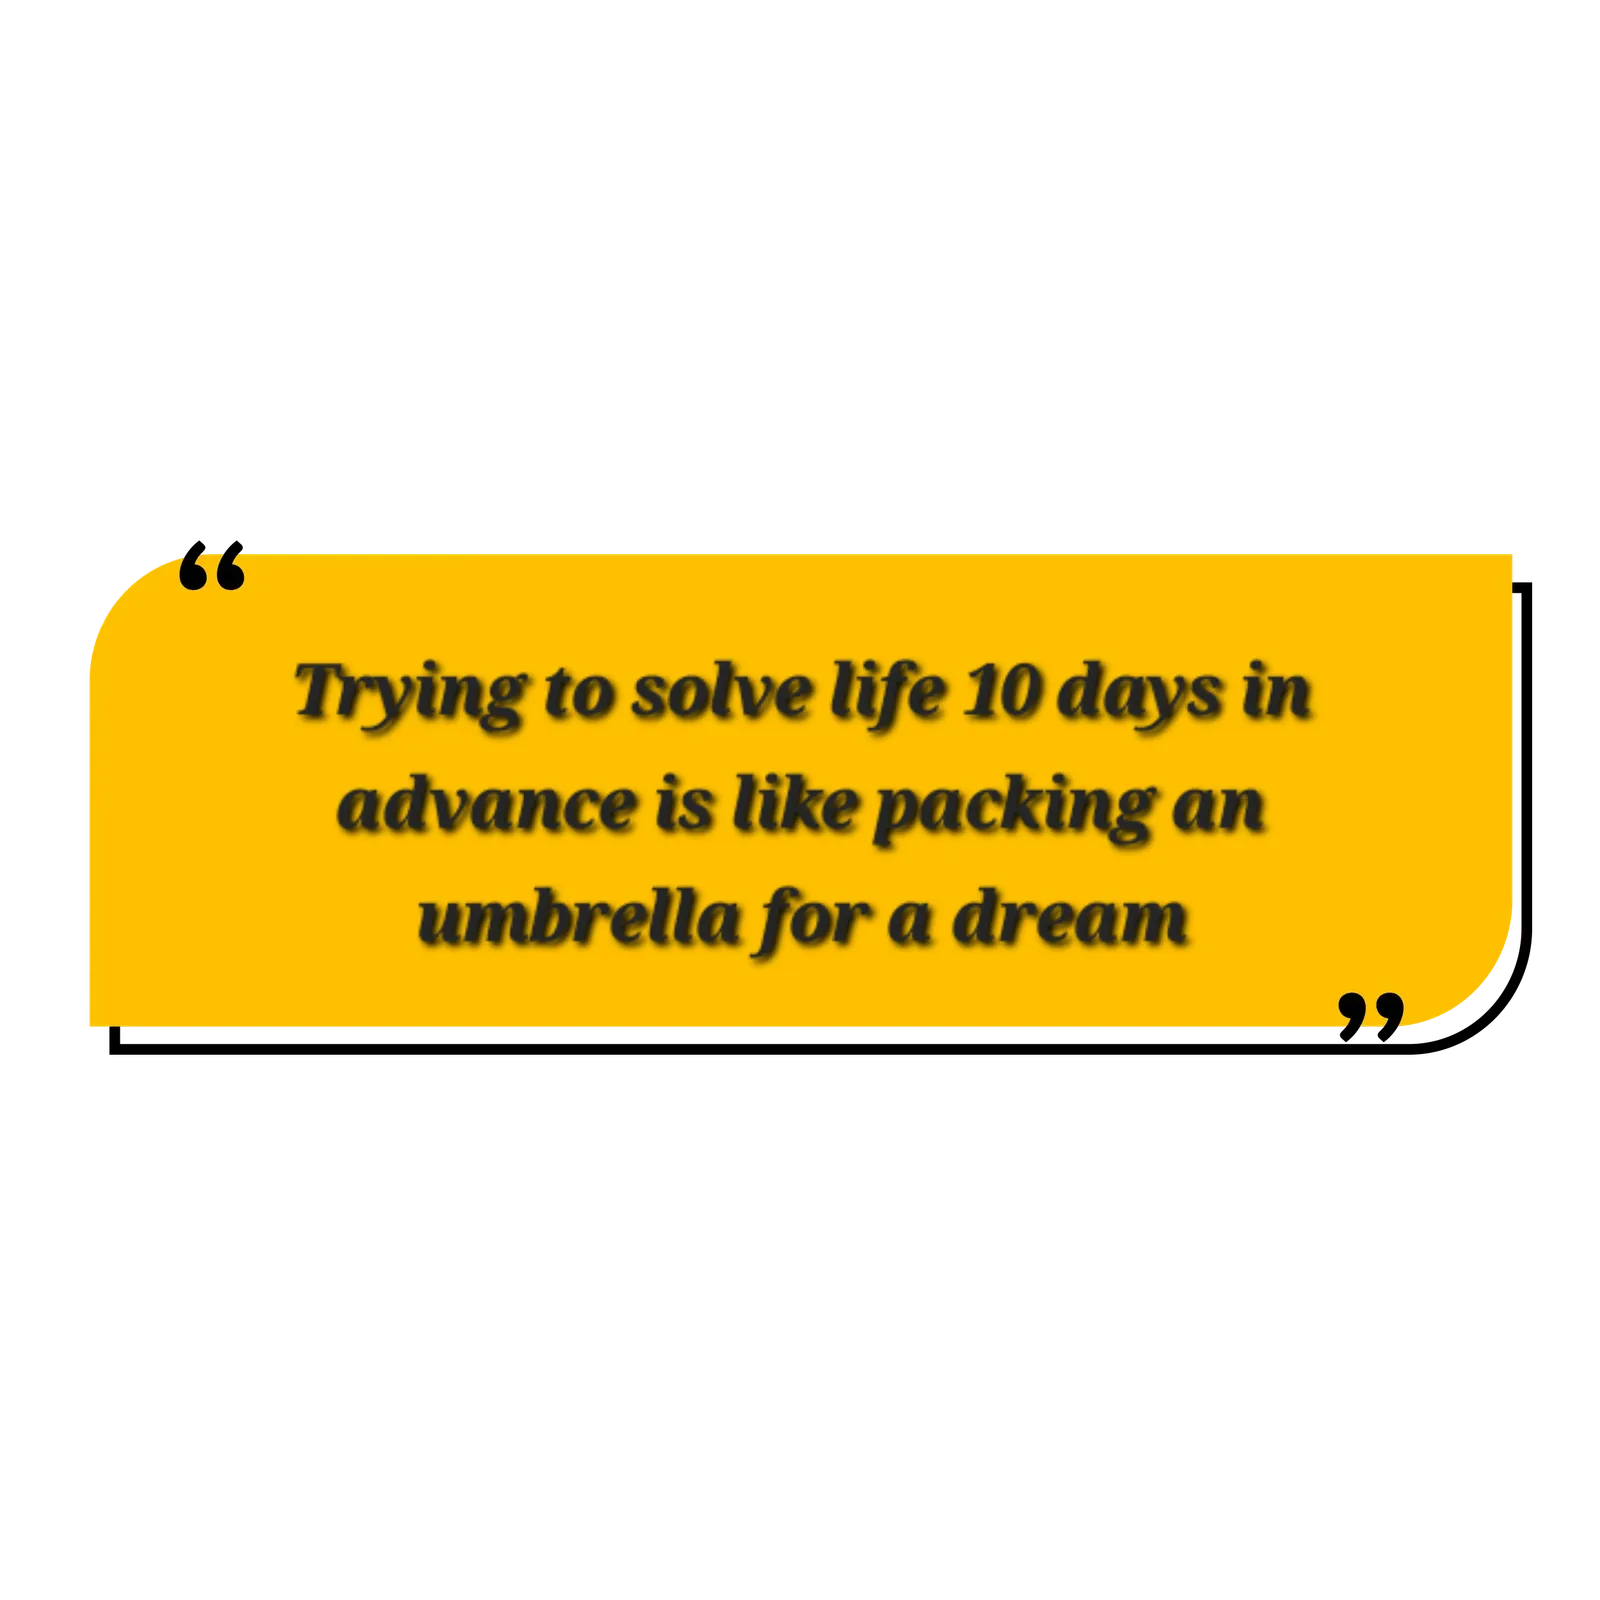 “
Trying to solve life 10 days in
advance is like packing an
umbrella for a dream
”